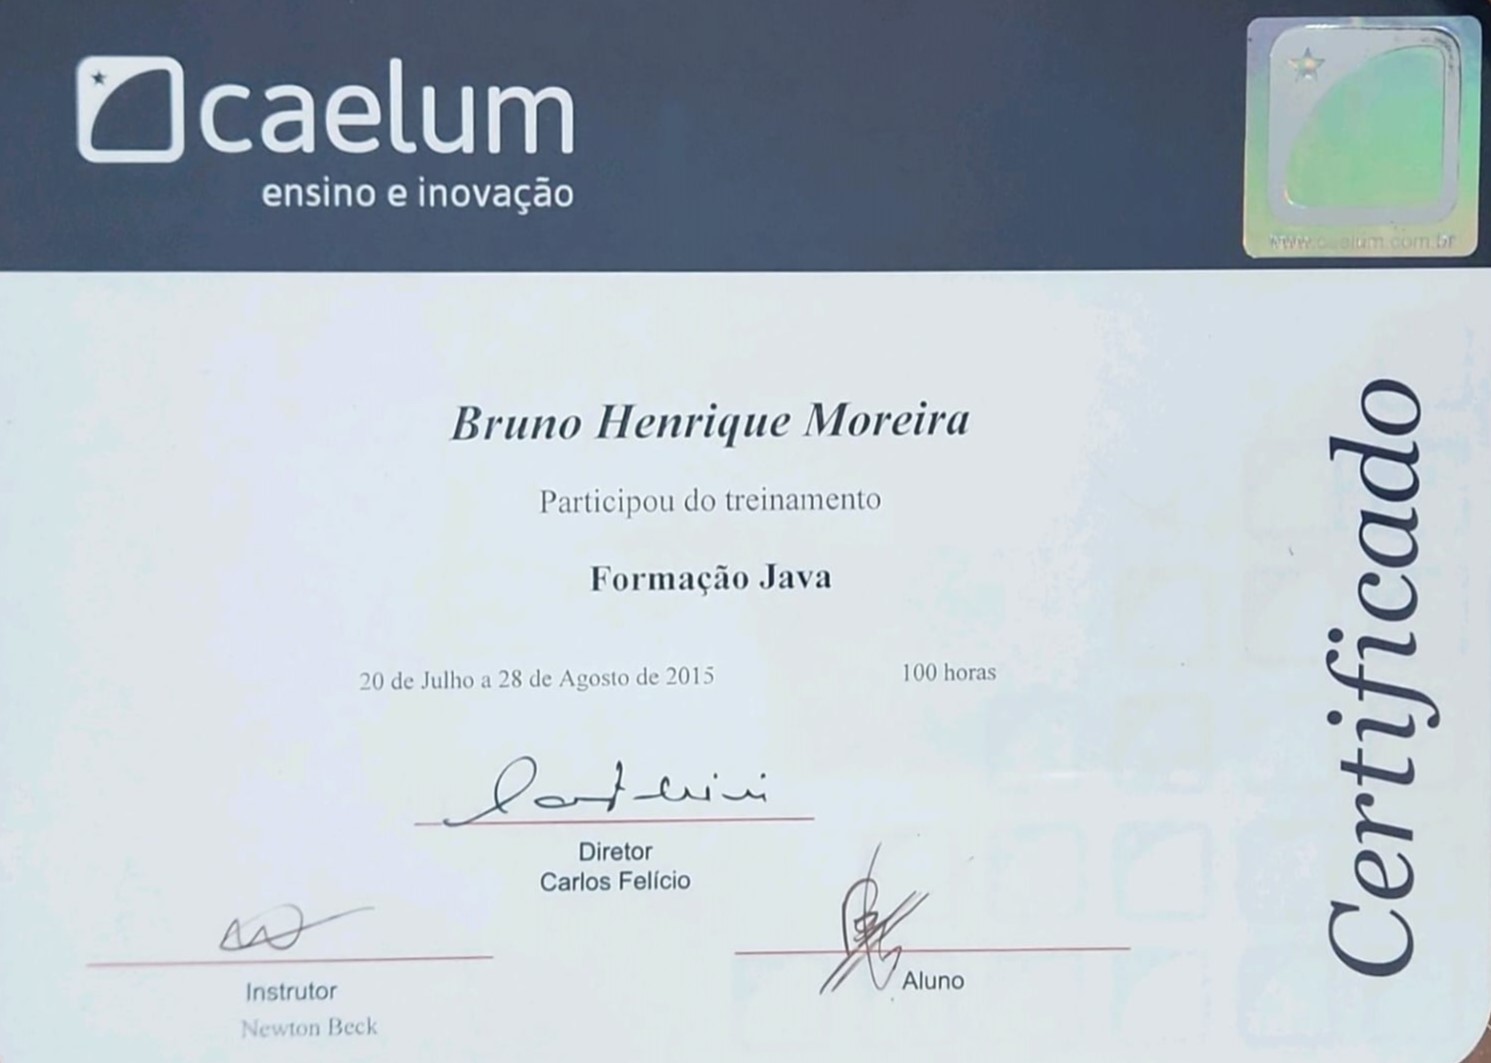 caelum
ensino e inovação
www.caelum.com.br
Bruno Henrique Moreira
Participou do treinamento
Formação Java
20 de Julho a 28 de Agosto de 2015 100 horas
Diretor
Carlos Felício
Instrutor
Newton Beck
Aluno
Certificado